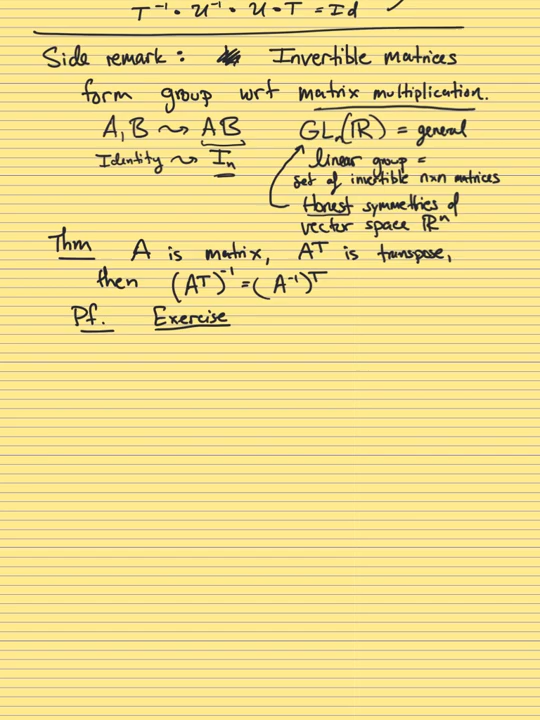 T⁻¹ · U⁻¹ · U · T = Id ✓
Side remark: Invertible matrices
form group wrt matrix multiplication.
A, B ⇝ AB
Identity ⇝ Iₙ
GLₙ(ℝ) = general
linear group =
set of invertible n×n matrices
Honest symmetries of
vector space ℝⁿ
Thm A is matrix, AT is transpose,
then (AT)⁻¹ = (A⁻¹)ᵀ
Pf. Exercise